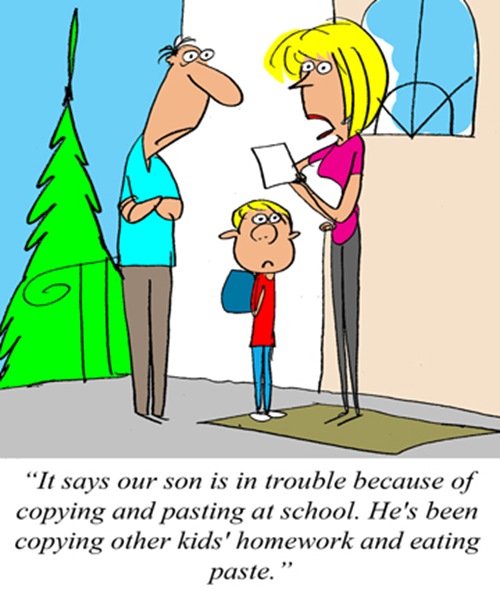 “It says our son is in trouble because of
copying and pasting at school. He's been
copying other kids' homework and eating
paste.”